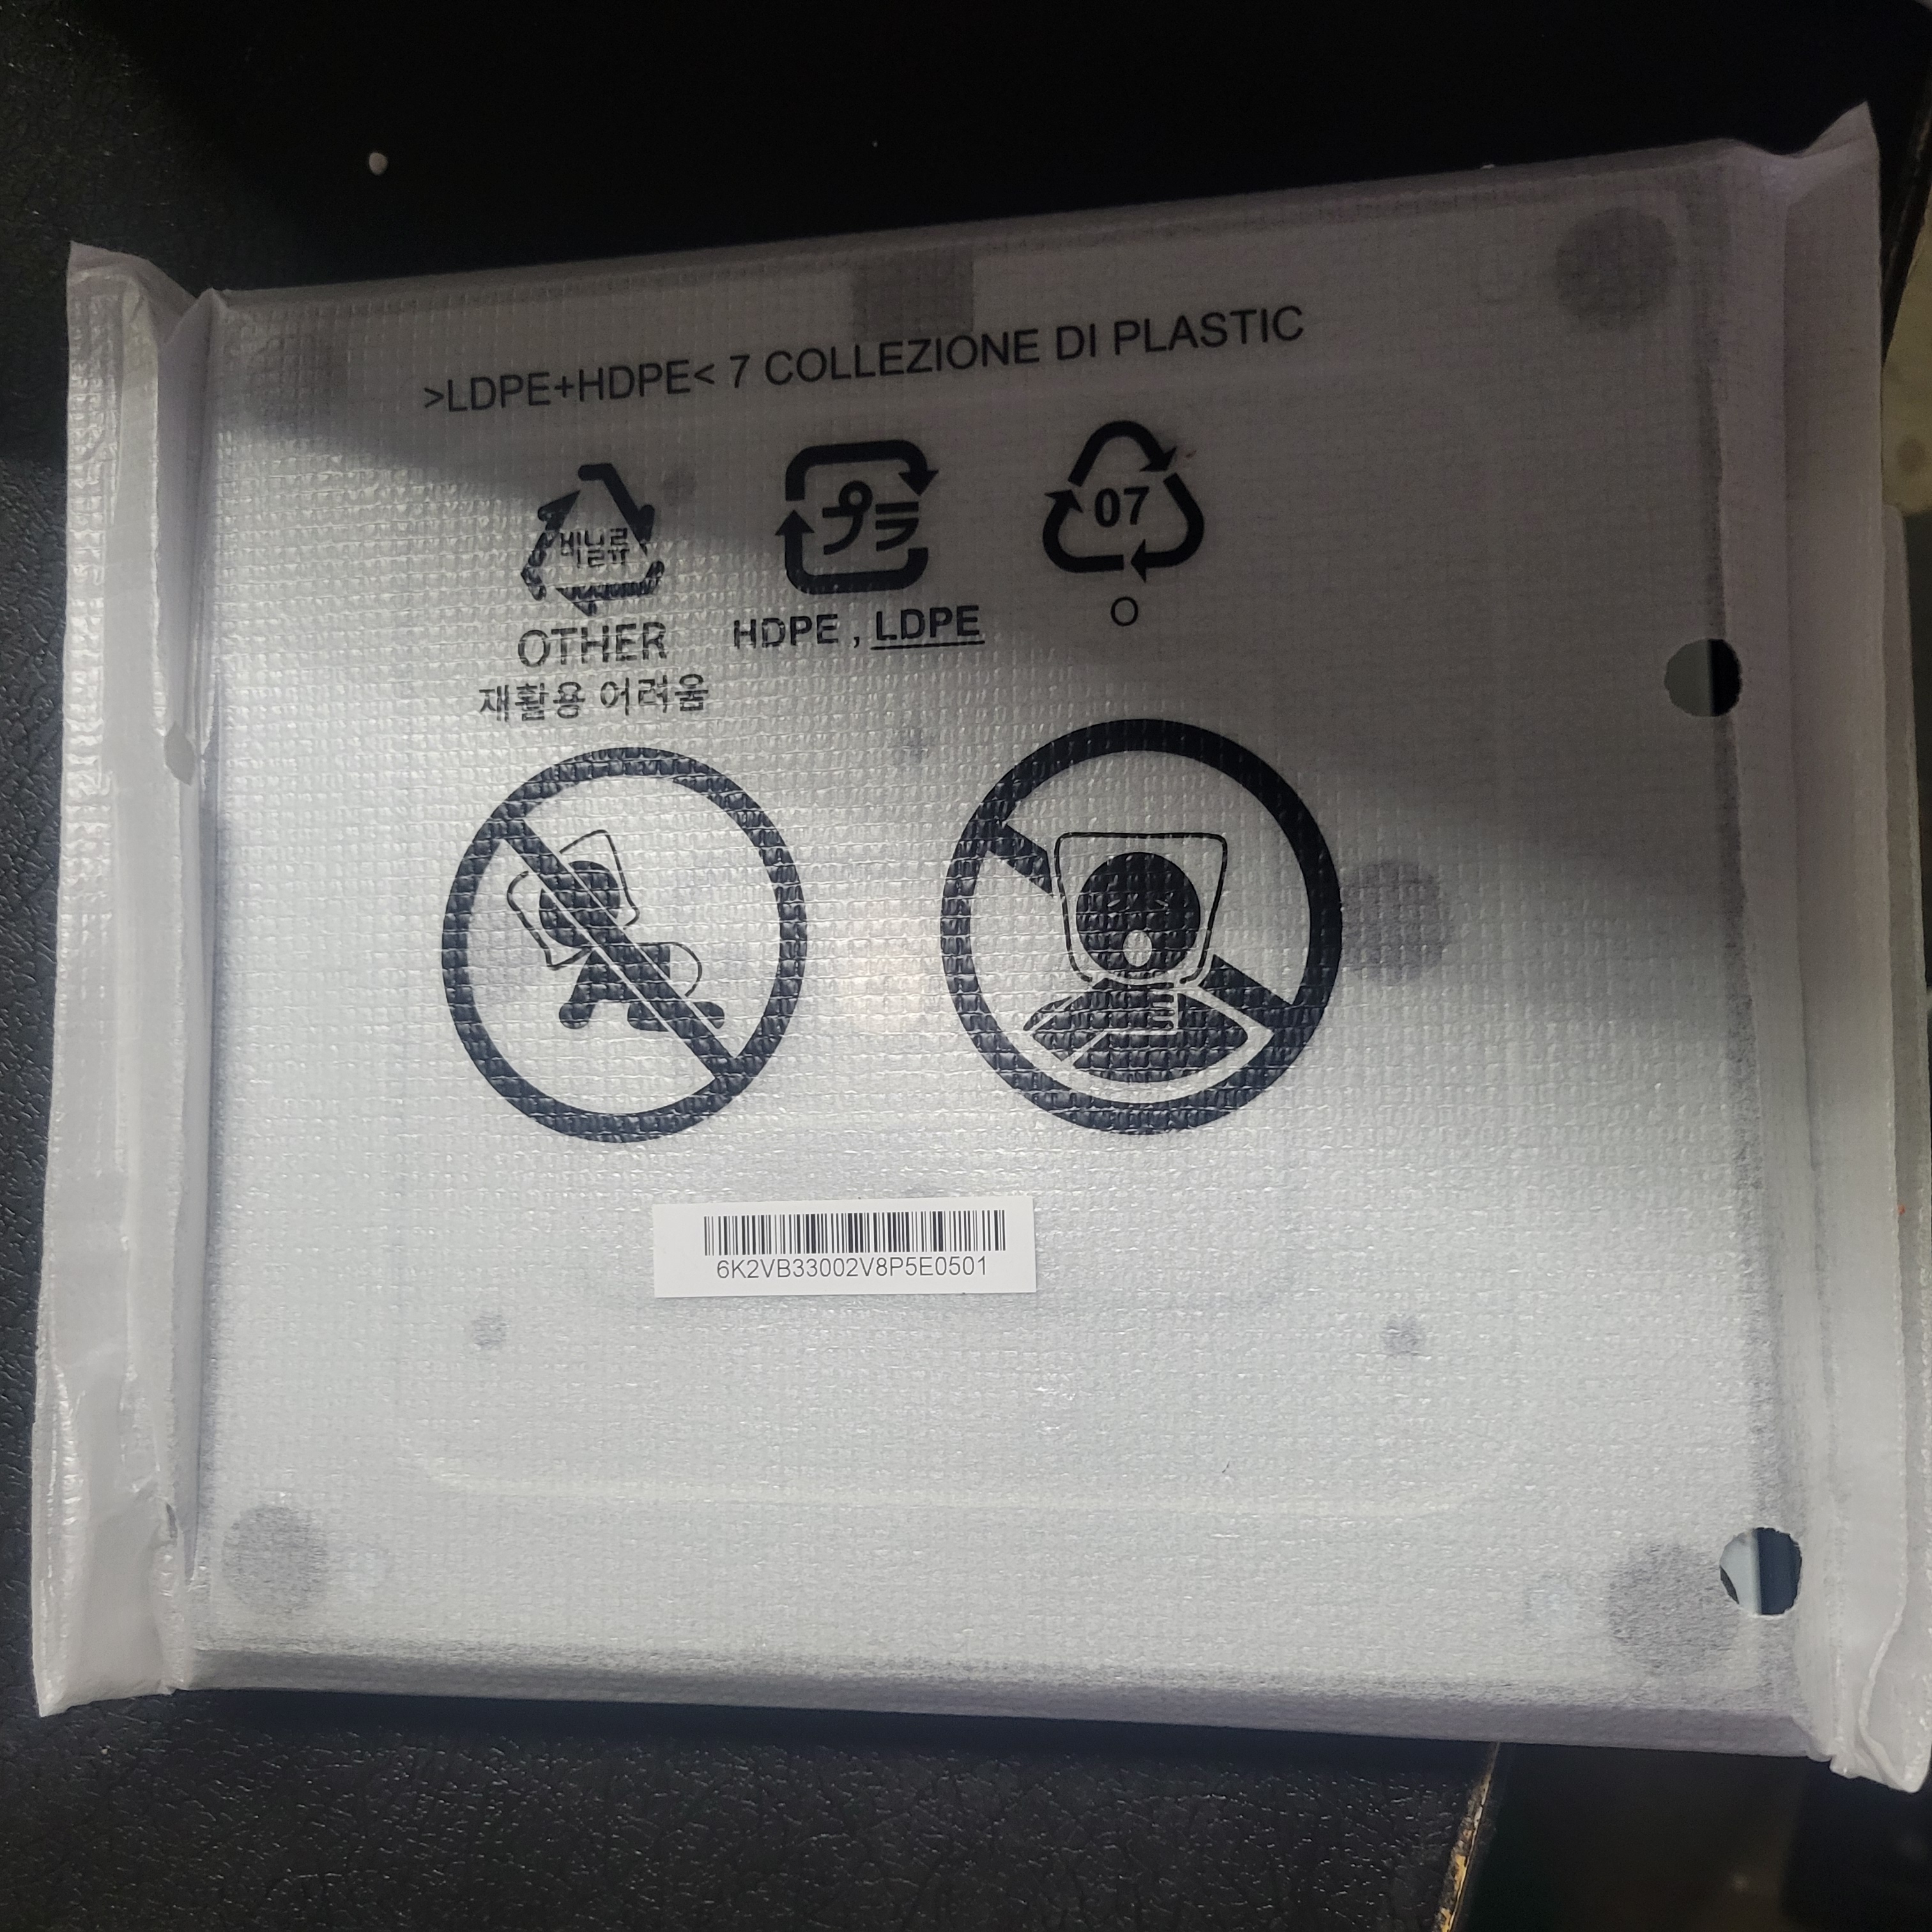 >LDPE+HDPE< 7 COLLEZIONE DI PLASTIC
비닐류
プラ
07
OTHER
HDPE , LDPE
O
재활용 어려움
6K2VB33002V8P5E0501